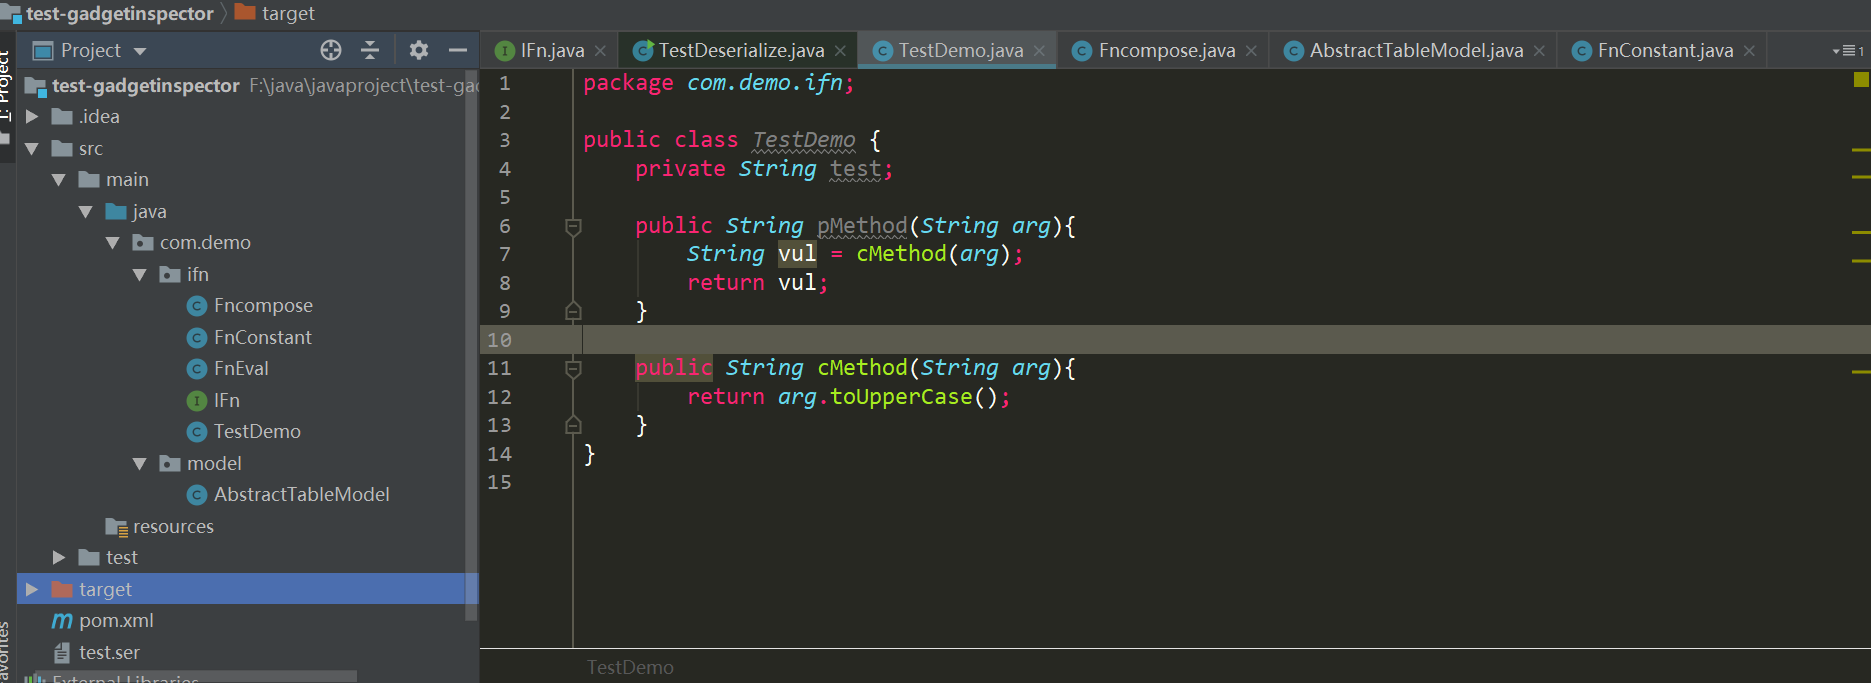 test-gadgetinspector target
Project
IFn.java TestDeserialize.java TestDemo.java Fncompose.java AbstractTableModel.java FnConstant.java 1
1: Project
test-gadgetinspector F:\java\javaproject\test-gad
.idea
src
main
java
com.demo
ifn
Fncompose
FnConstant
FnEval
IFn
TestDemo
model
AbstractTableModel
resources
test
target
pom.xml
test.ser
External Libraries
avorites
1 package com.demo.ifn;
2
3 public class TestDemo {
4 private String test;
5
6 public String pMethod(String arg){
7 String vul = cMethod(arg);
8 return vul;
9 }
10
11 public String cMethod(String arg){
12 return arg.toUpperCase();
13 }
14 }
15
TestDemo